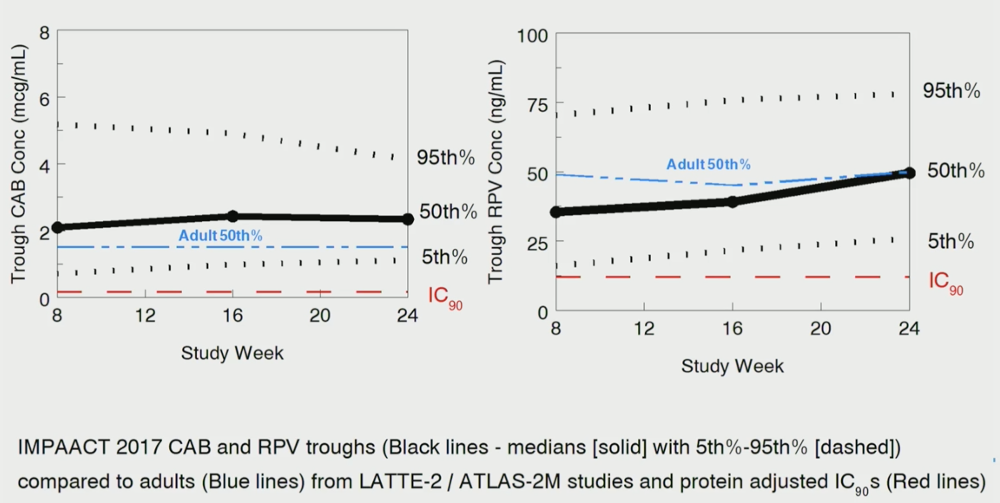 Trough CAB Conc (mcg/mL)
8
6
4
2
0
8 12 16 20 24
Study Week
95th%
50th%
Adult 50th%
5th%
IC90
Trough RPV Conc (ng/mL)
100
75
50
25
0
8 12 16 20 24
Study Week
95th%
Adult 50th%
50th%
5th%
IC90
IMPAACT 2017 CAB and RPV troughs (Black lines - medians [solid] with 5th%-95th% [dashed])
compared to adults (Blue lines) from LATTE-2 / ATLAS-2M studies and protein adjusted IC90s (Red lines)